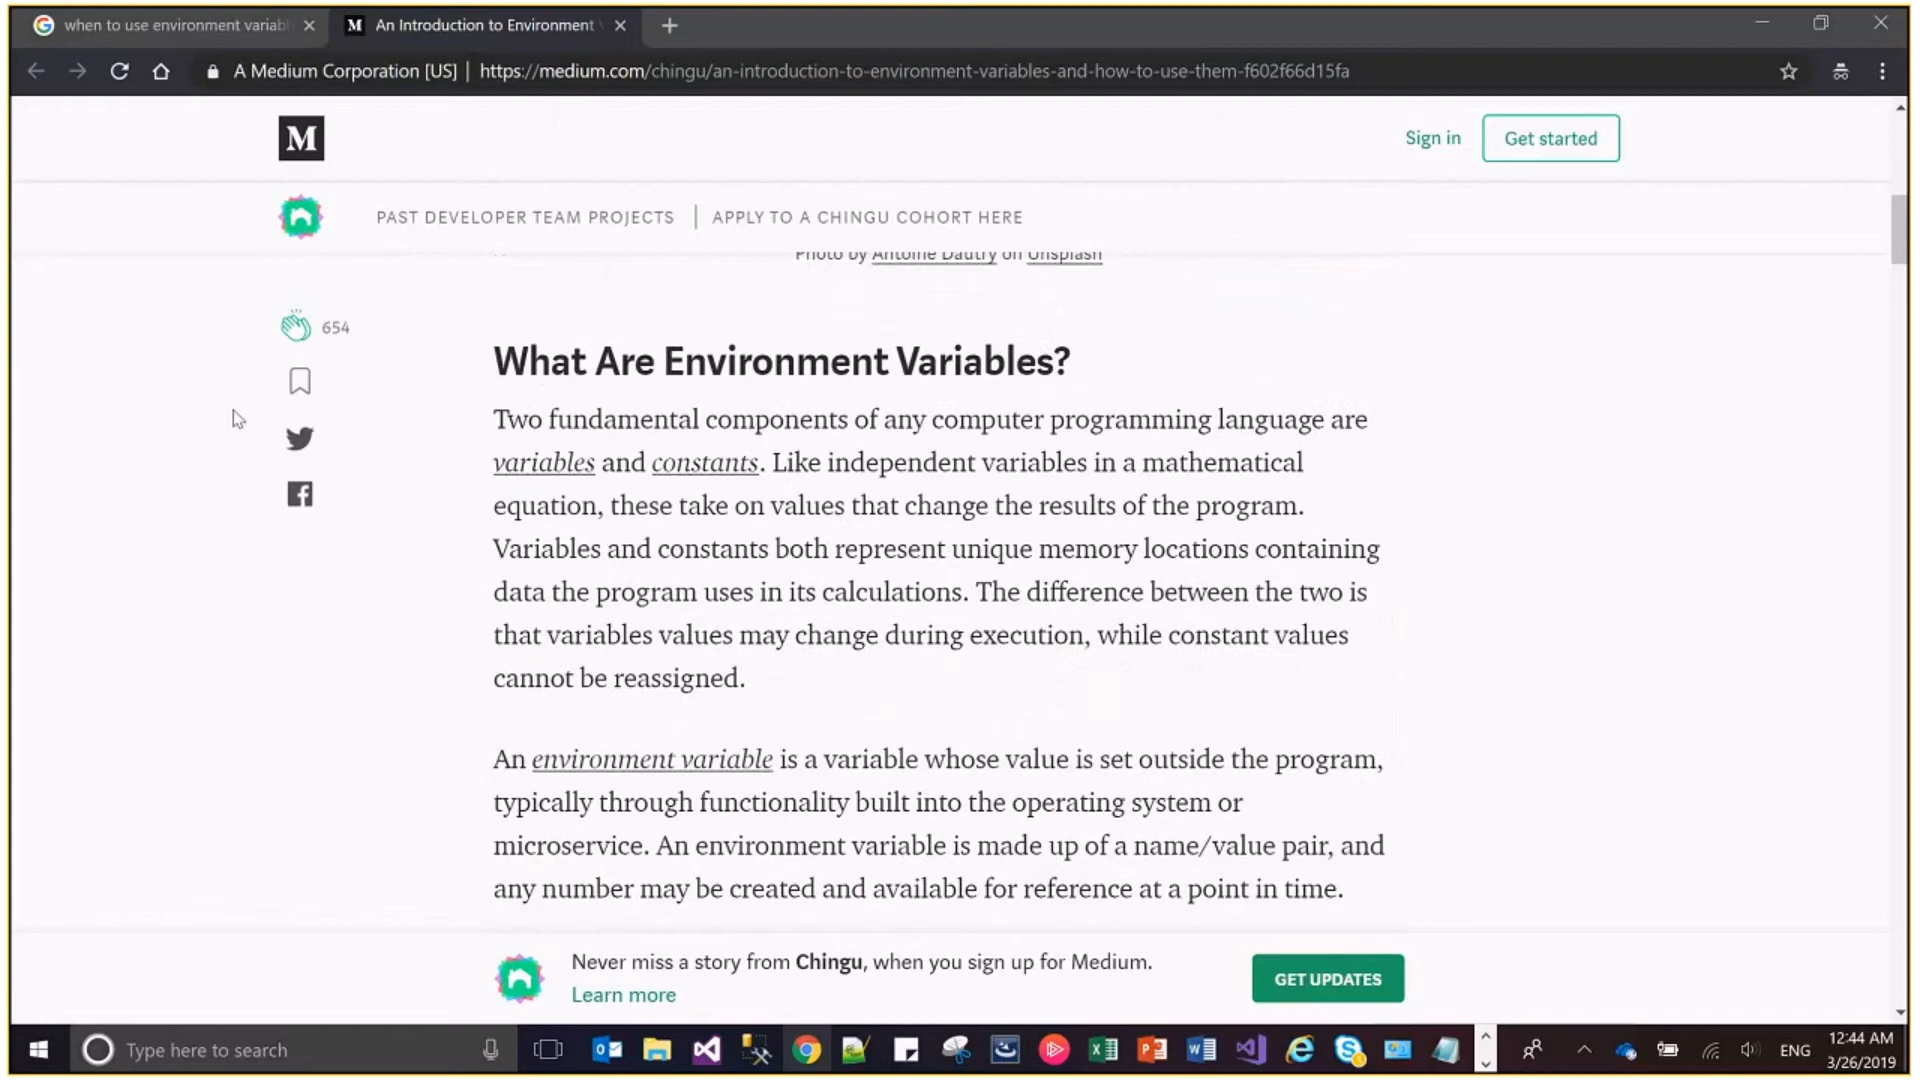 when to use environment variabl
An Introduction to Environment
A Medium Corporation [US] | https://medium.com/chingu/an-introduction-to-environment-variables-and-how-to-use-them-f602f66d15fa
M
Sign in
Get started
PAST DEVELOPER TEAM PROJECTS | APPLY TO A CHINGU COHORT HERE
Photo by Antoine Dautry on Unsplash
654
What Are Environment Variables?
Two fundamental components of any computer programming language are
variables and constants. Like independent variables in a mathematical
equation, these take on values that change the results of the program.
Variables and constants both represent unique memory locations containing
data the program uses in its calculations. The difference between the two is
that variables values may change during execution, while constant values
cannot be reassigned.
An environment variable is a variable whose value is set outside the program,
typically through functionality built into the operating system or
microservice. An environment variable is made up of a name/value pair, and
any number may be created and available for reference at a point in time.
Never miss a story from Chingu, when you sign up for Medium.
Learn more
GET UPDATES
Type here to search
ENG
12:44 AM
3/26/2019